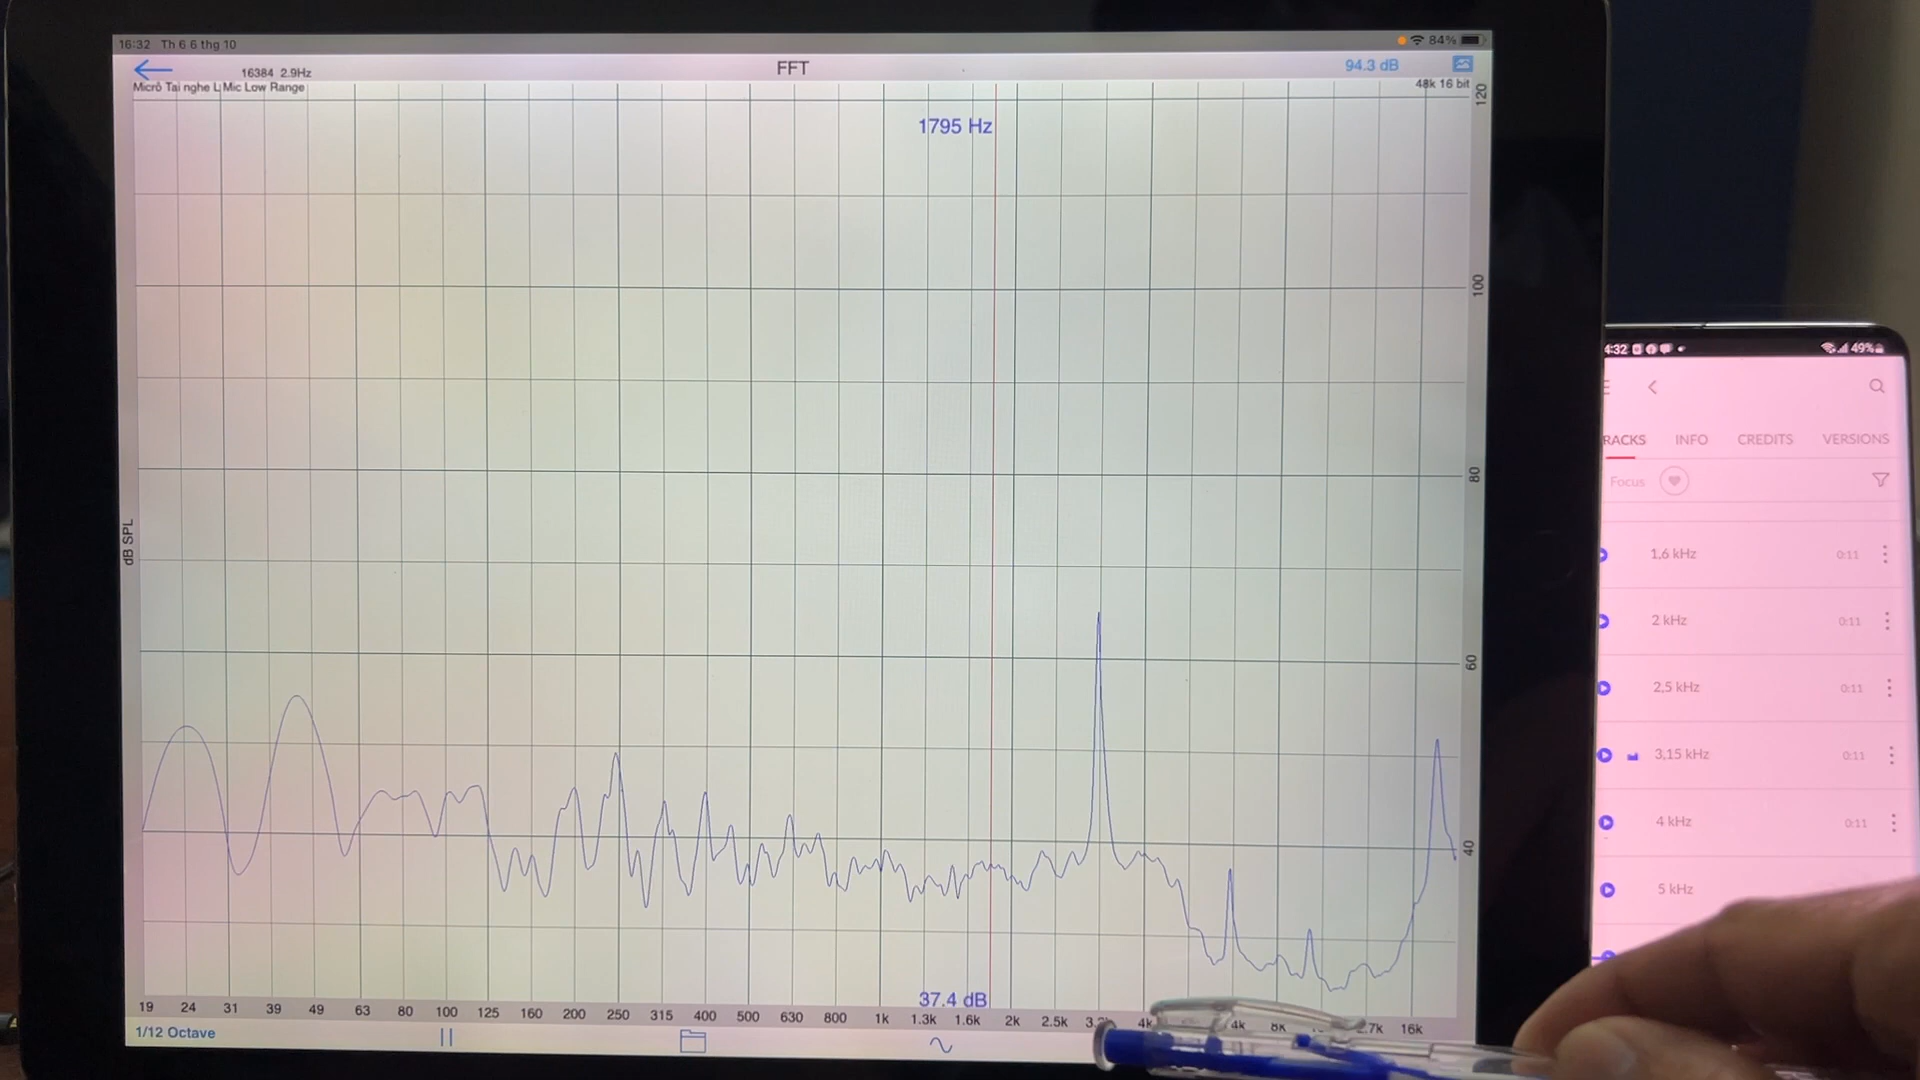 16:32 Th 6 6 thg 10
84%
16384 2.9Hz
FFT
94.3 dB
Micrô Tai nghe L Mic Low Range
48k 16 bit
1795 Hz
120
100
80
60
40
dB SPL
37.4 dB
19 24 31 39 49 63 80 100 125 160 200 250 315 400 500 630 800 1k 1.3k 1.6k 2k 2.5k 4k 8k 16k
1/12 Octave
4:32
49%
RACKS INFO CREDITS VERSIONS
Focus
1,6 kHz 0:11
2 kHz 0:11
2,5 kHz 0:11
3,15 kHz 0:11
4 kHz 0:11
5 kHz